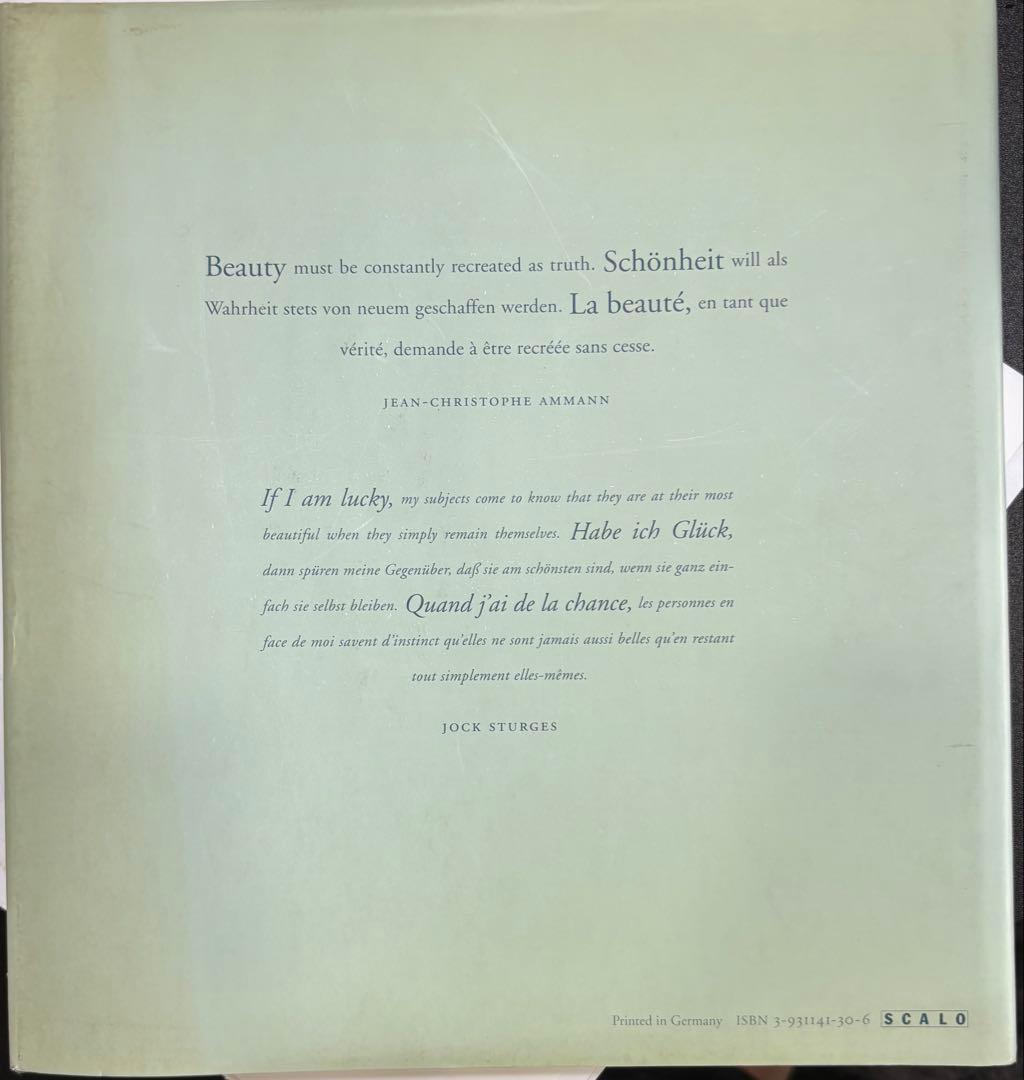 Beauty must be constantly recreated as truth. Schönheit will als
Wahrheit stets von neuem geschaffen werden. La beauté, en tant que
vérité, demande à être recréée sans cesse.
JEAN-CHRISTOPHE AMMANN
If I am lucky, my subjects come to know that they are at their most
beautiful when they simply remain themselves. Habe ich Glück,
dann spüren meine Gegenüber, daß sie am schönsten sind, wenn sie ganz ein-
fach sie selbst bleiben. Quand j'ai de la chance, les personnes en
face de moi savent d'instinct qu'elles ne sont jamais aussi belles qu'en restant
tout simplement elles-mêmes.
JOCK STURGES
Printed in Germany ISBN 3-931141-30-6 SCALO